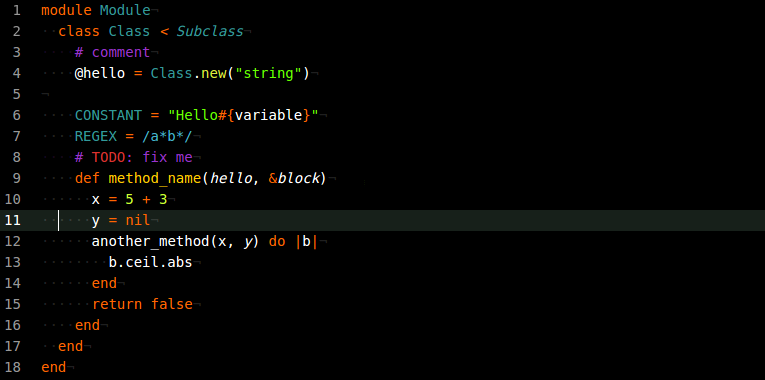 1 module Module¬
2 ··class Class < Subclass¬
3 ····# comment¬
4 ····@hello = Class.new("string")¬
5 ¬
6 ····CONSTANT = "Hello#{variable}"¬
7 ····REGEX = /a*b*/¬
8 ····# TODO: fix me¬
9 ····def method_name(hello, &block)¬
10 ······x = 5 + 3¬
11 ······y = nil¬
12 ······another_method(x, y) do |b|¬
13 ········b.ceil.abs¬
14 ······end¬
15 ······return false¬
16 ····end¬
17 ··end¬
18 end¬